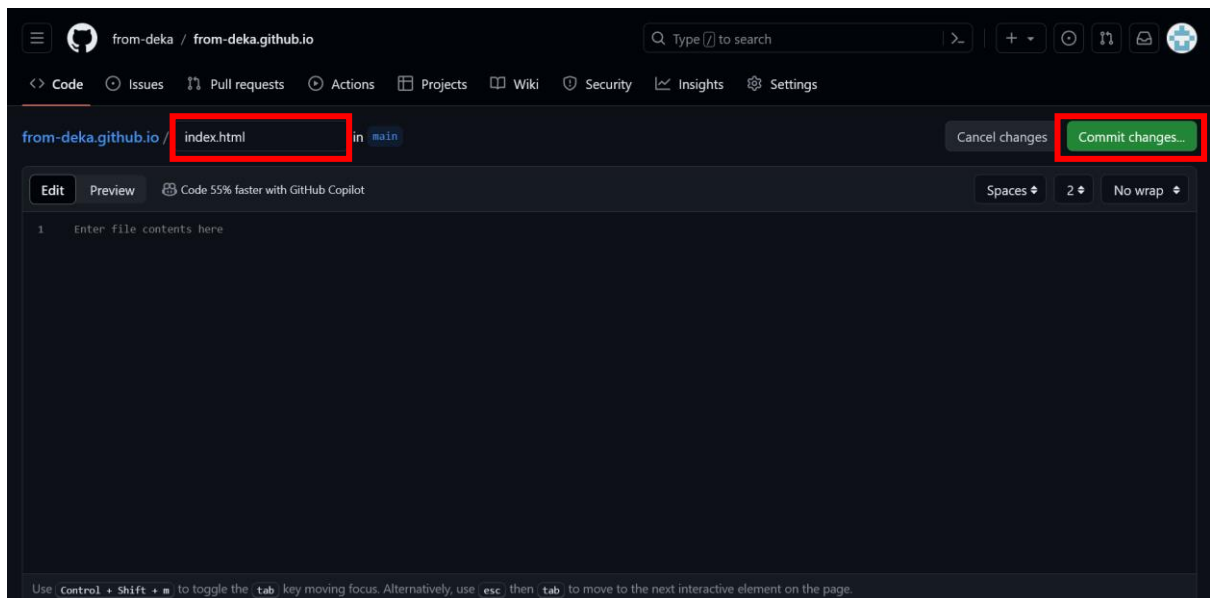 from-deka / from-deka.github.io
Type / to search
Code Issues Pull requests Actions Projects Wiki Security Insights Settings
from-deka.github.io / index.html in main Cancel changes Commit changes...
Edit Preview Code 55% faster with GitHub Copilot Spaces 2 No wrap
1 Enter file contents here
Use Control + Shift + m to toggle the tab key moving focus. Alternatively, use esc then tab to move to the next interactive element on the page.